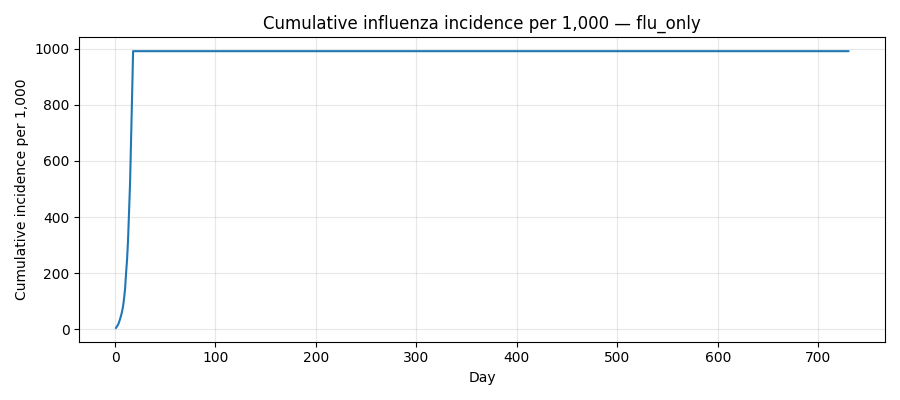 Cumulative influenza incidence per 1,000 — flu_only
Cumulative incidence per 1,000
1000
800
600
400
200
0
0 100 200 300 400 500 600 700
Day